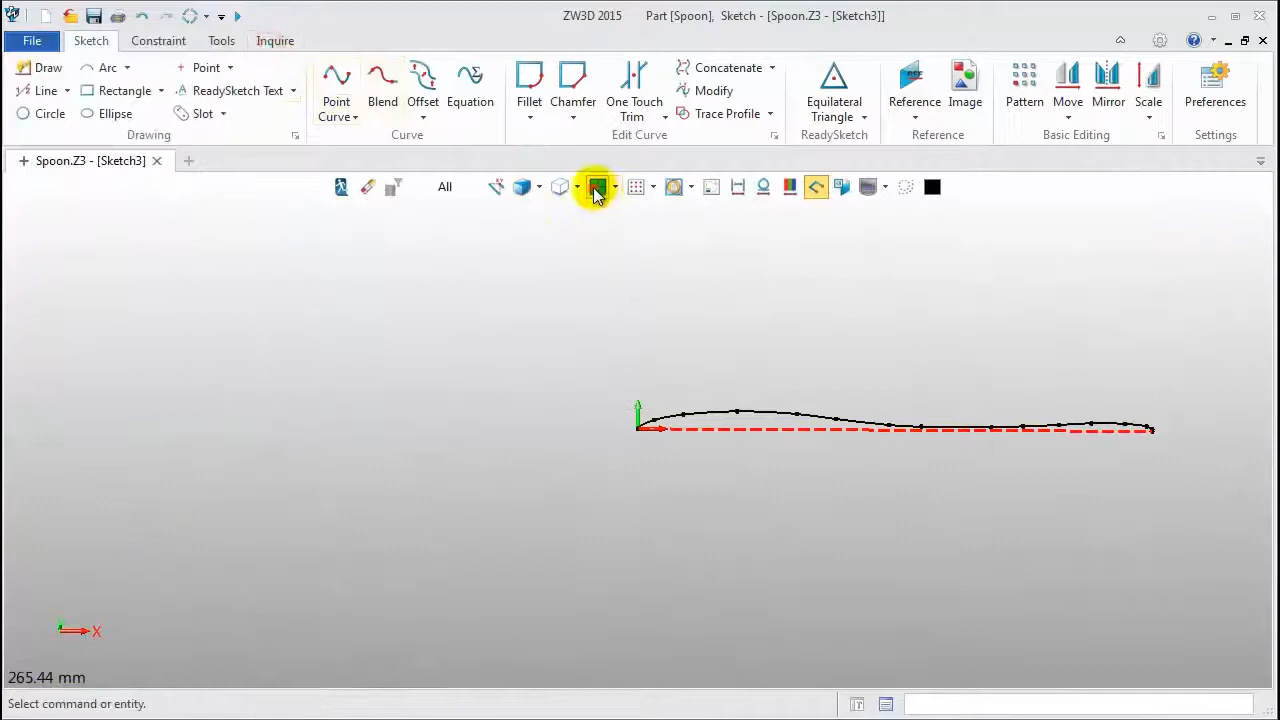 ZW3D 2015 Part [Spoon], Sketch - [Spoon.Z3 - [Sketch3]]
File Sketch Constraint Tools Inquire
Draw Arc Point
Line Rectangle ReadySketch Text
Circle Ellipse Slot
Drawing
Point Curve
Blend
Offset
Equation
Curve
Fillet
Chamfer
One Touch Trim
Concatenate
Modify
Trace Profile
Edit Curve
Equilateral Triangle
ReadySketch
Reference
Image
Reference
Pattern
Move
Mirror
Scale
Basic Editing
Preferences
Settings
Spoon.Z3 - [Sketch3]
All
X
265.44 mm
Select command or entity.